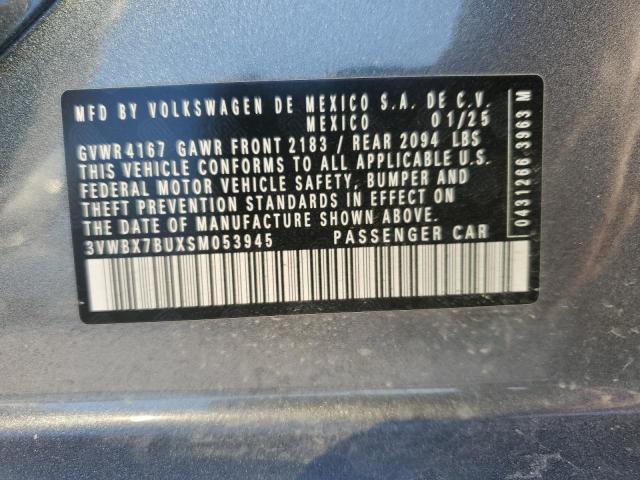 MFD BY VOLKSWAGEN DE MEXICO S.A. DE C.V.
MEXICO 01/25
GVWR 4167 GAWR FRONT 2183 / REAR 2094 LBS
THIS VEHICLE CONFORMS TO ALL APPLICABLE U.S.
FEDERAL MOTOR VEHICLE SAFETY, BUMPER AND
THEFT PREVENTION STANDARDS IN EFFECT ON
THE DATE OF MANUFACTURE SHOWN ABOVE.
3VWBX7BUXSM053945 PASSENGER CAR
0431266.3963 M